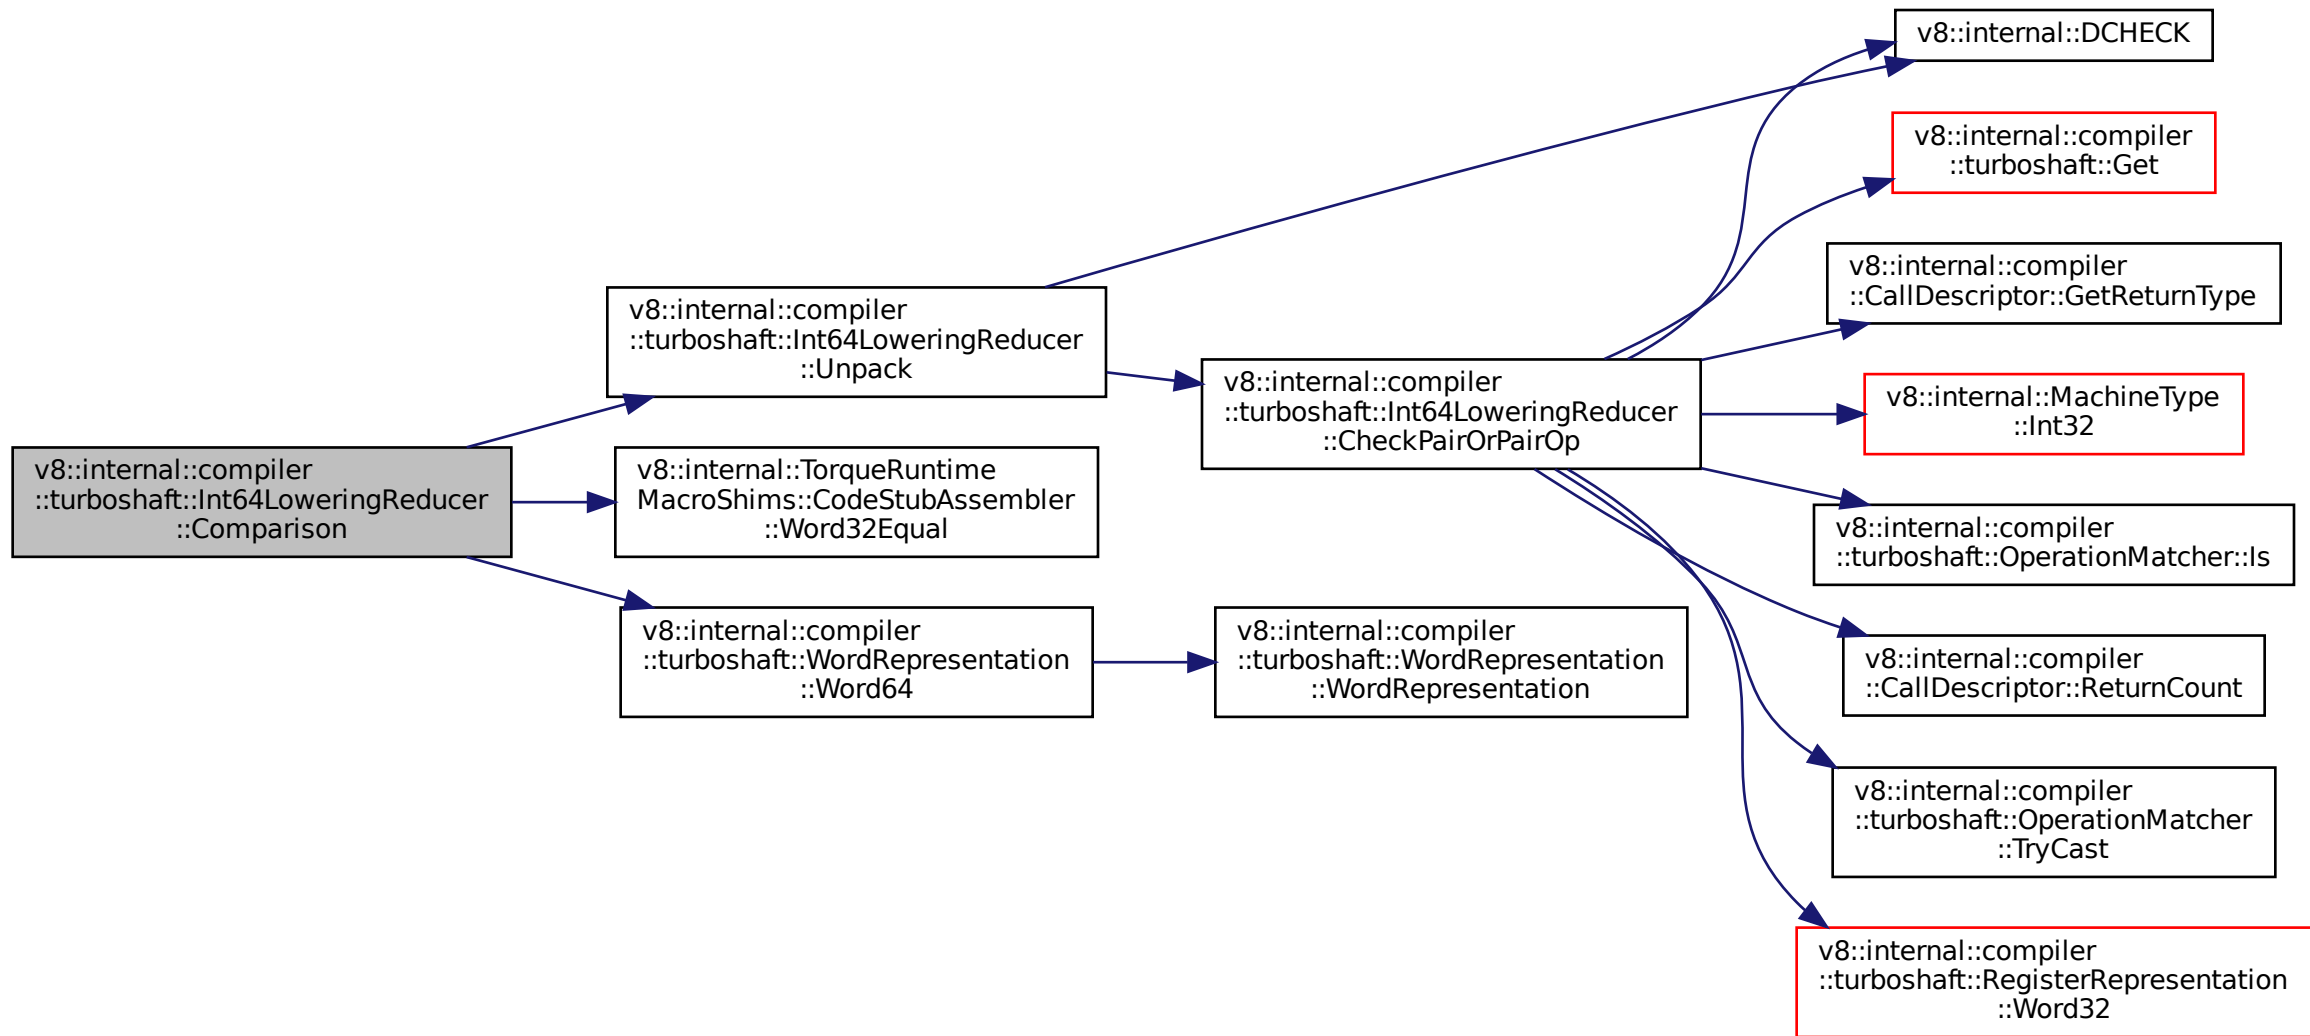 v8::internal::compiler
::turboshaft::Int64LoweringReducer
::Comparison
v8::internal::compiler
::turboshaft::Int64LoweringReducer
::Unpack
v8::internal::TorqueRuntime
MacroShims::CodeStubAssembler
::Word32Equal
v8::internal::compiler
::turboshaft::WordRepresentation
::Word64
v8::internal::compiler
::turboshaft::Int64LoweringReducer
::CheckPairOrPairOp
v8::internal::compiler
::turboshaft::WordRepresentation
::WordRepresentation
v8::internal::DCHECK
v8::internal::compiler
::turboshaft::Get
v8::internal::compiler
::CallDescriptor::GetReturnType
v8::internal::MachineType
::Int32
v8::internal::compiler
::turboshaft::OperationMatcher::Is
v8::internal::compiler
::CallDescriptor::ReturnCount
v8::internal::compiler
::turboshaft::OperationMatcher
::TryCast
v8::internal::compiler
::turboshaft::RegisterRepresentation
::Word32